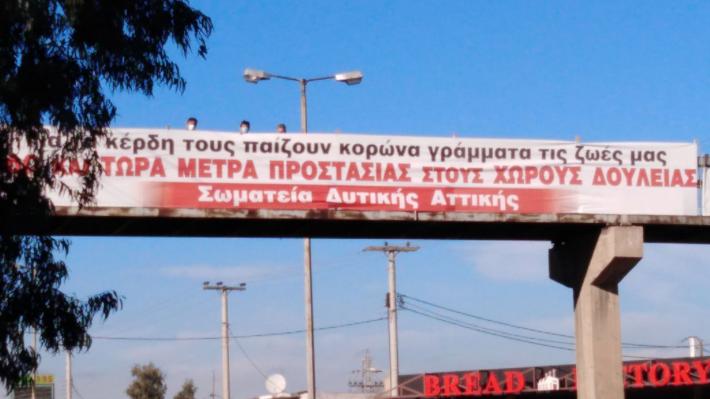 κέρδη τους παίζουν κορώνα γράμματα τις ζωές μας
ΤΩΡΑ ΜΕΤΡΑ ΠΡΟΣΤΑΣΙΑΣ ΣΤΟΥΣ ΧΩΡΟΥΣ ΔΟΥΛΕΙΑΣ
Σωματεία Δυτικής Αττικής
BREAD